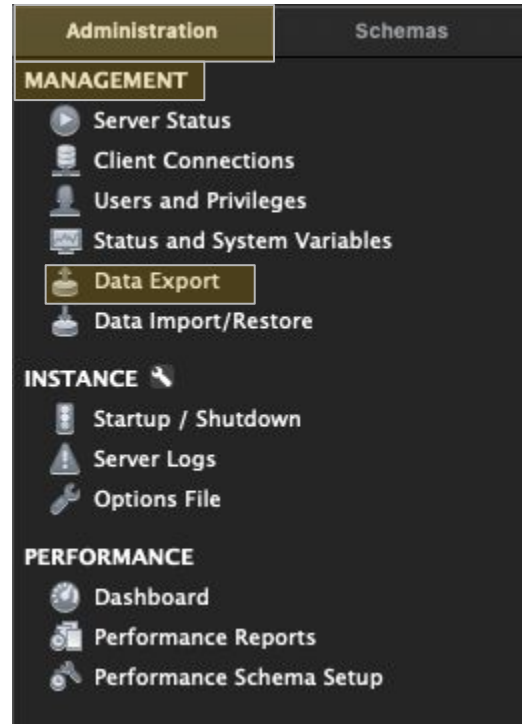 Administration Schemas
MANAGEMENT
Server Status
Client Connections
Users and Privileges
Status and System Variables
Data Export
Data Import/Restore
INSTANCE
Startup / Shutdown
Server Logs
Options File
PERFORMANCE
Dashboard
Performance Reports
Performance Schema Setup